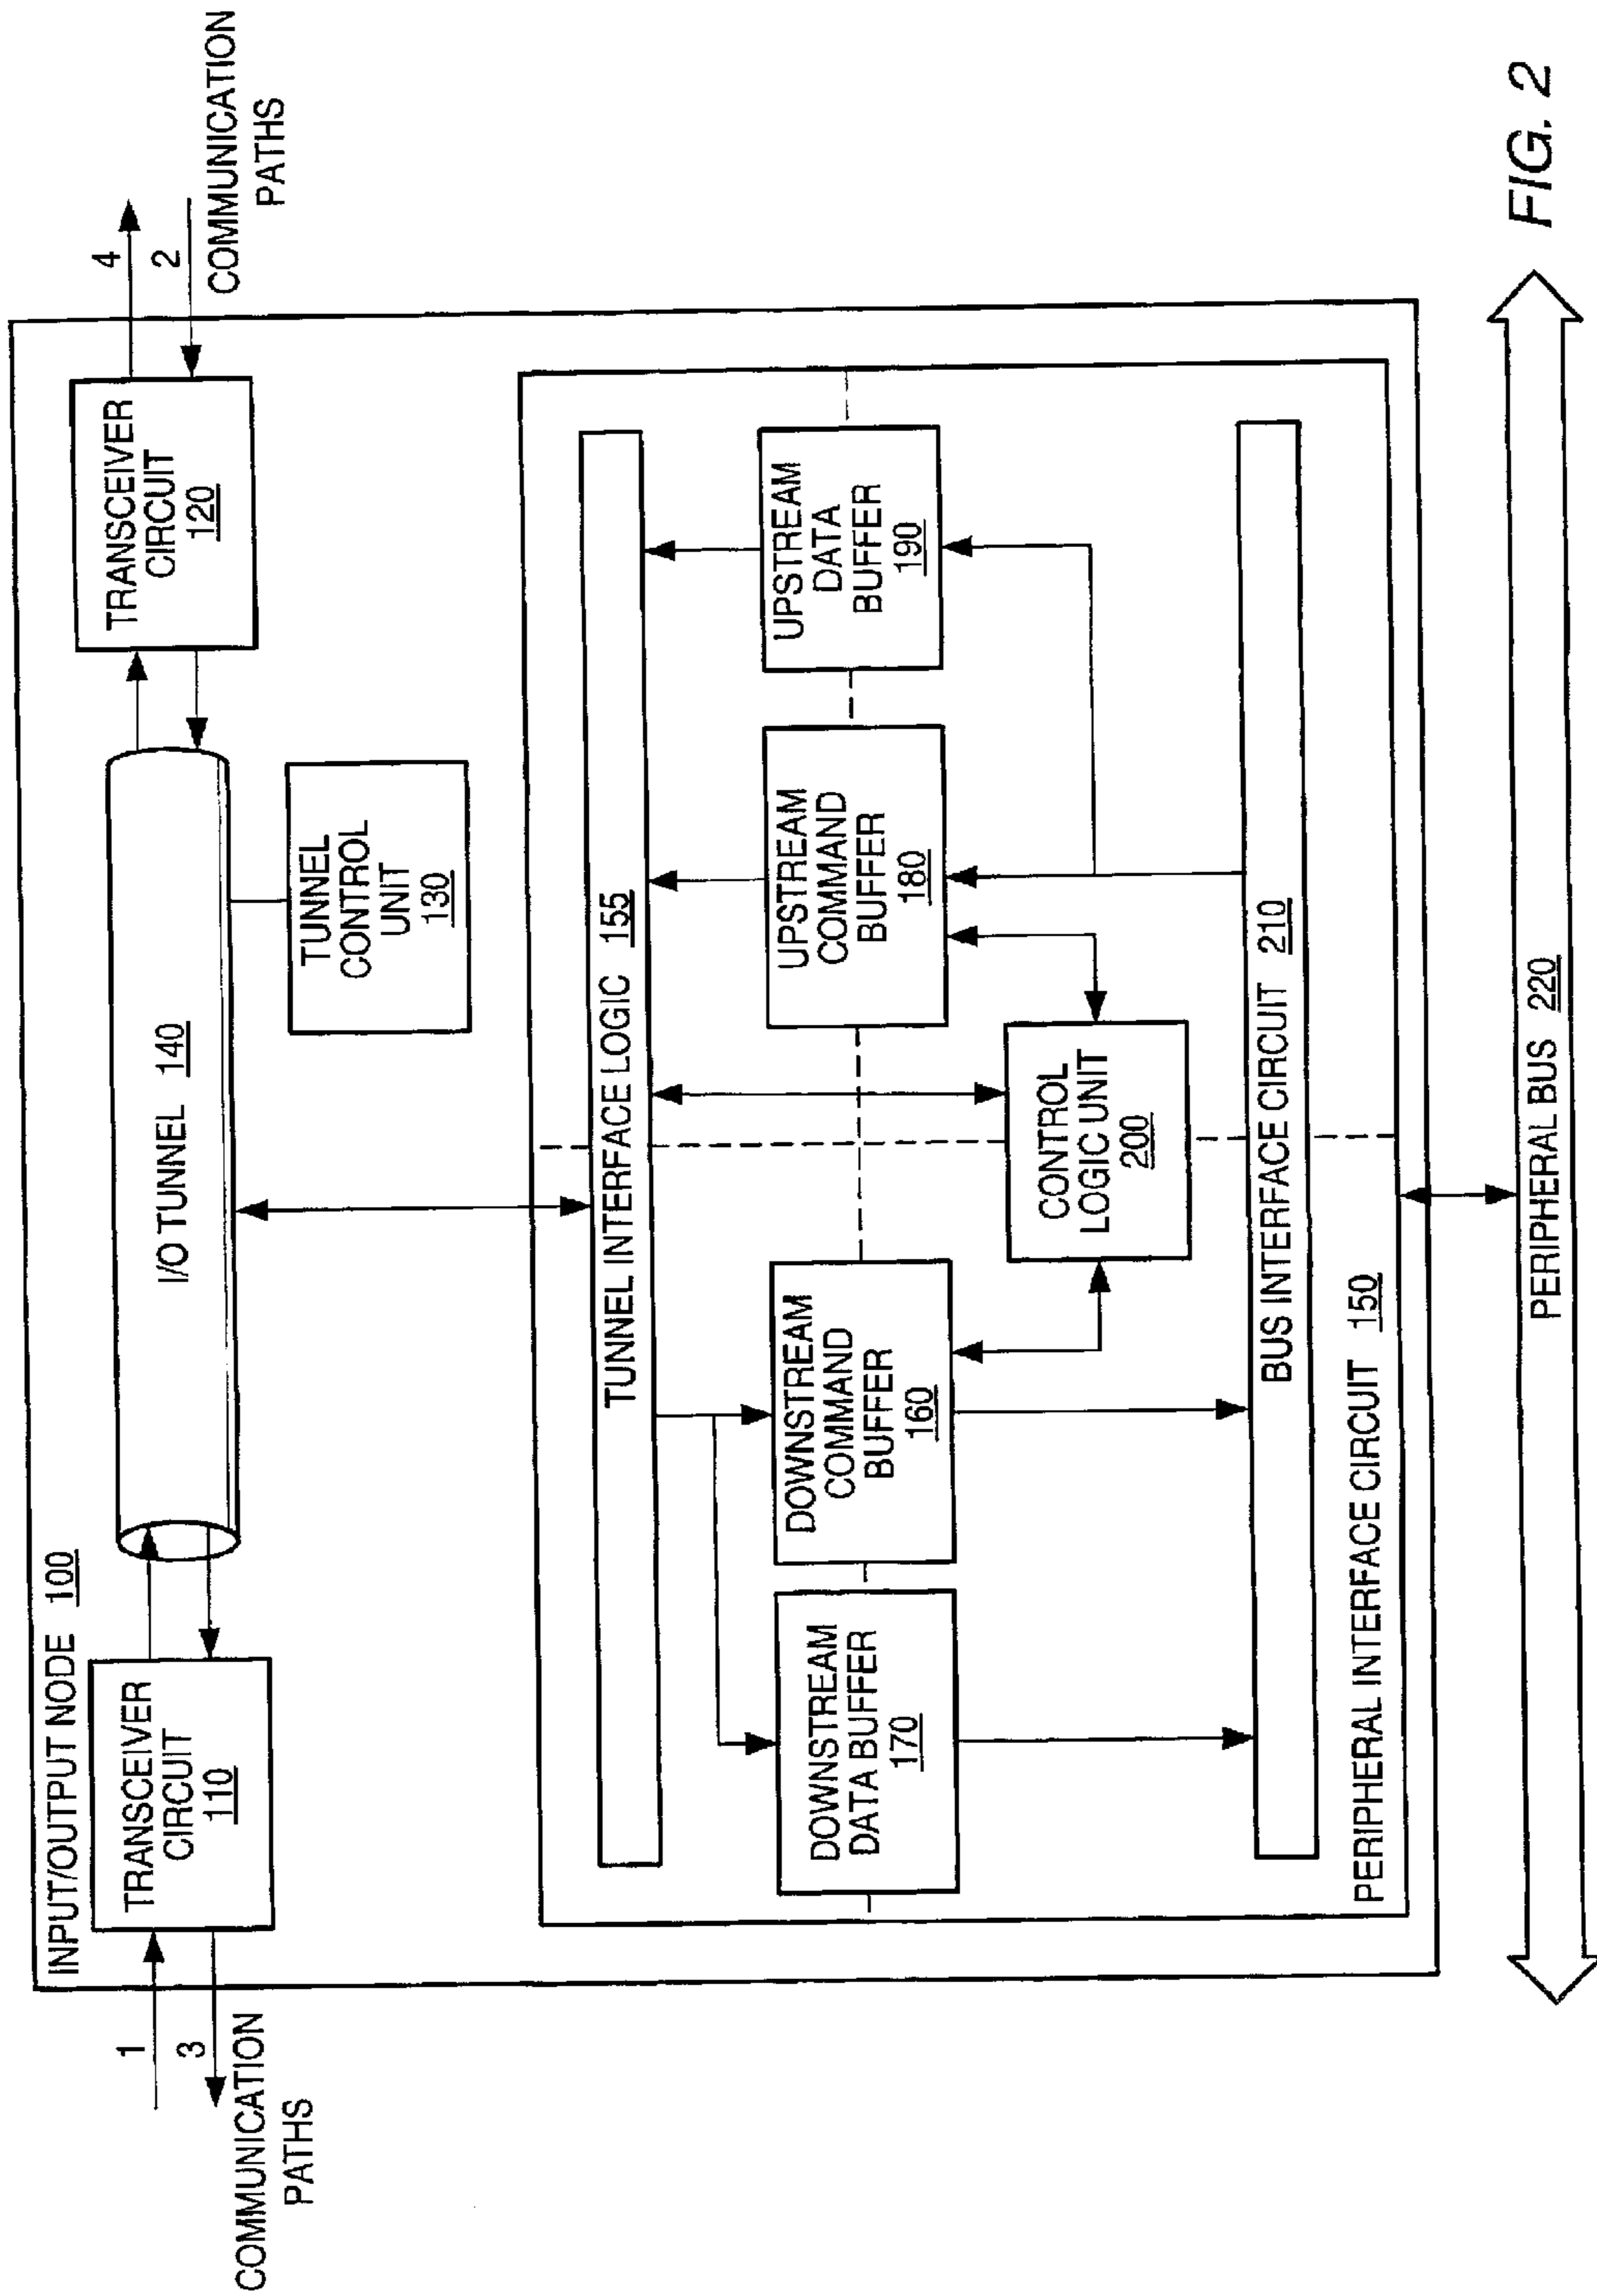 INPUT/OUTPUT NODE 100
1
3
COMMUNICATION
PATHS
TRANSCEIVER
CIRCUIT
110
I/O TUNNEL 140
TRANSCEIVER
CIRCUIT
120
4
2
COMMUNICATION
PATHS
TUNNEL
CONTROL
UNIT
130
TUNNEL INTERFACE LOGIC 155
DOWNSTREAM
DATA BUFFER
170
DOWNSTREAM
COMMAND
BUFFER
160
UPSTREAM
COMMAND
BUFFER
180
UPSTREAM
DATA
BUFFER
190
CONTROL
LOGIC UNIT
200
BUS INTERFACE CIRCUIT 210
PERIPHERAL INTERFACE CIRCUIT 150
PERIPHERAL BUS 220
FIG. 2